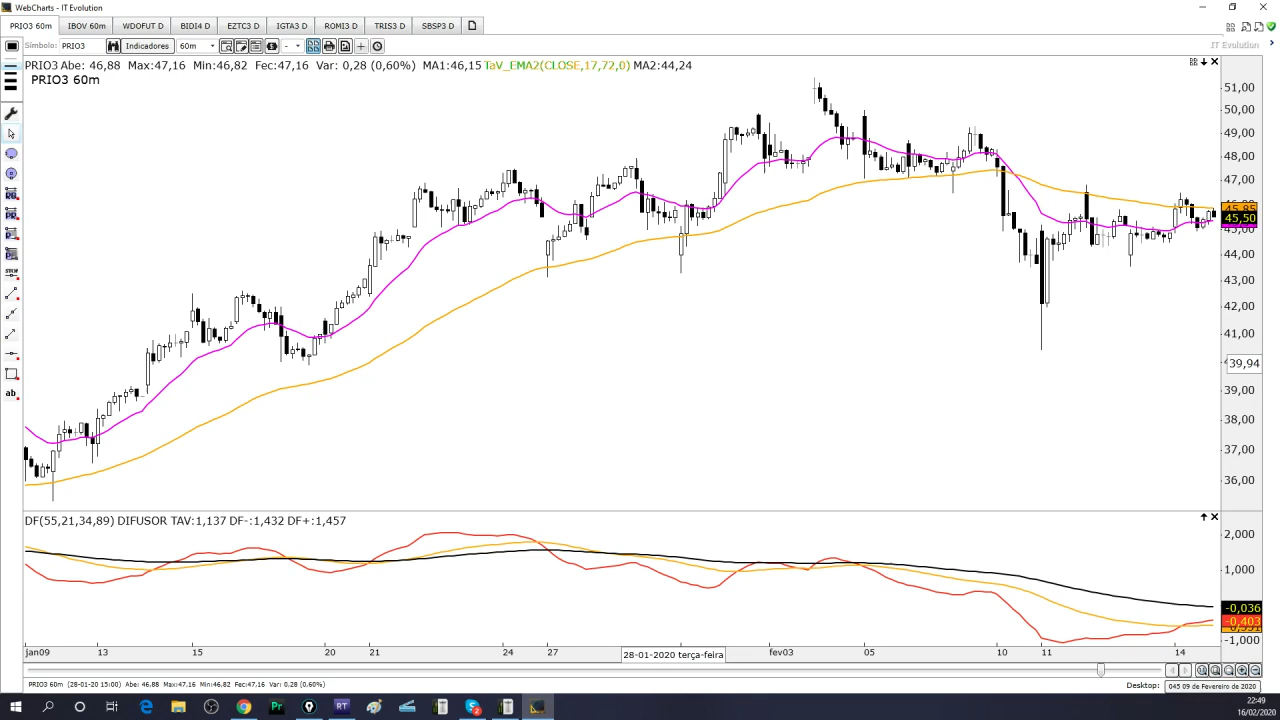 WebCharts - IT Evolution
PRIO3 60m
IBOV 60m
WDOFUT D
BIDI4 D
EZTC3 D
IGTA3 D
ROMI3 D
TRIS3 D
SBSP3 D
Símbolo: PRIO3
Indicadores
60m
-
IT Evolution
PRIO3 Abe: 46,88 Max:47,16 Min:46,82 Fec:47,16 Var: 0,28 (0,60%) MA1:46,15 TaV_EMA2(CLOSE,17,72,0) MA2:44,24
PRIO3 60m
51,00
50,00
49,00
48,00
47,00
45,85
45,50
45,00
44,00
43,00
42,00
41,00
39,94
39,00
38,00
37,00
36,00
ab
DF(55,21,34,89) DIFUSOR TAV:1,137 DF-:1,432 DF+:1,457
2,000
1,000
-0,036
-0,403
-1,000
jan09
13
15
20
21
24
27
28-01-2020 terça-feira
fev03
05
10
11
14
PRIO3 60m (28-01-20 15:00) Abe: 46,88 Max:47,16 Min:46,82 Fec:47,16 Var: 0.28 (0,60%)
Desktop: 045 09 de Fevereiro de 2020
22:49
16/02/2020